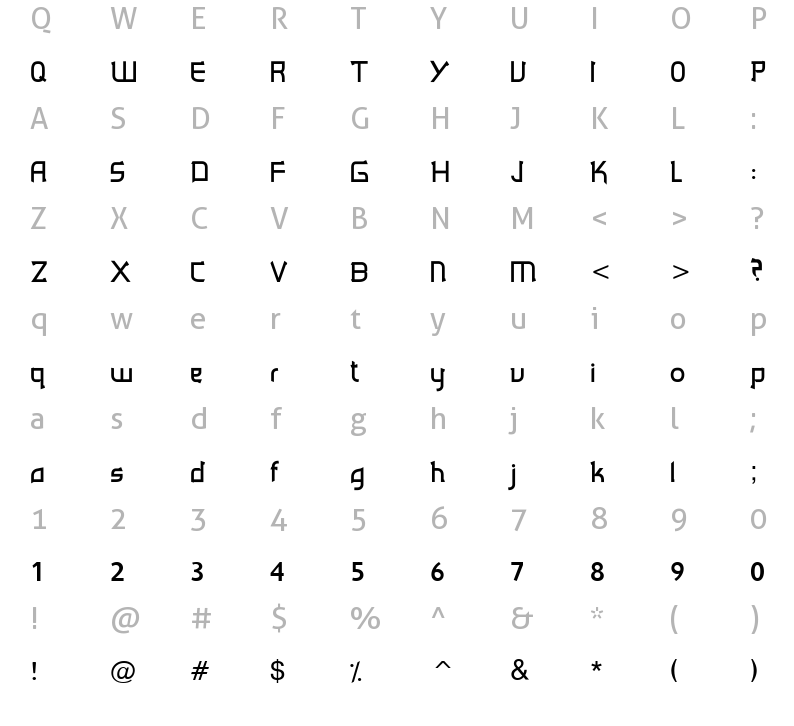 Q W E R T Y U I O P
Q W E R T Y U I O P
A S D F G H J K L :
A S D F G H J K L :
Z X C V B N M < > ?
Z X C V B N M < > ?
q w e r t y u i o p
q w e r t y u i o p
a s d f g h j k l ;
a s d f g h j k l ;
1 2 3 4 5 6 7 8 9 0
1 2 3 4 5 6 7 8 9 0
! @ # $ % ^ & * ( )
! @ # $ % ^ & * ( )